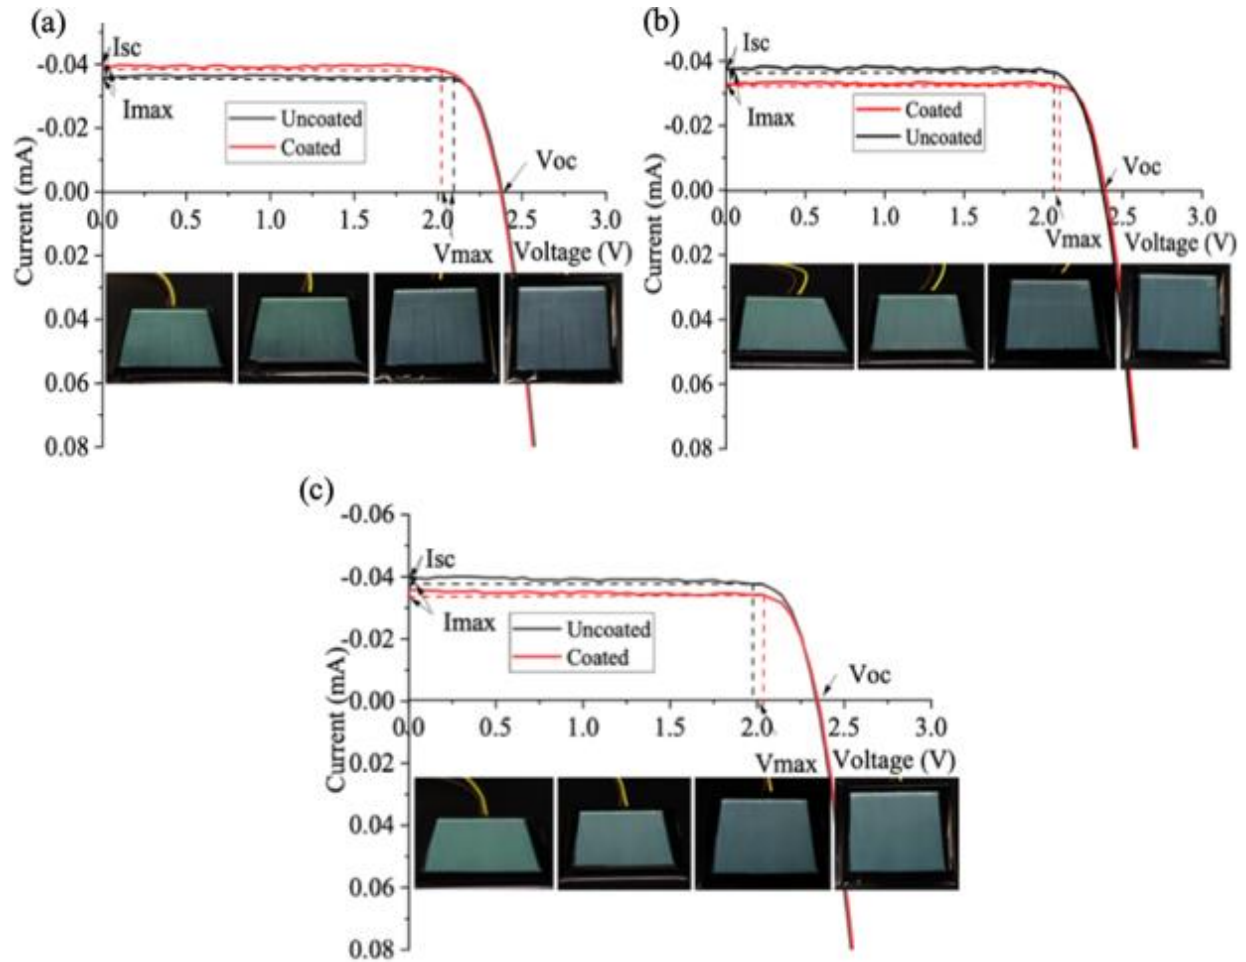 (a)
Isc
-0.04
Imax
-0.02
Uncoated
Coated
Voc
0.00
0.0 0.5 1.0 1.5 2.0 2.5 3.0
Vmax Voltage (V)
0.02
0.04
0.06
0.08
Current (mA)
(b)
Isc
-0.04
Imax
-0.02
Coated
Uncoated
Voc
0.00
0.0 0.5 1.0 1.5 2.0 2.5 3.0
Vmax Voltage (V)
0.02
0.04
0.06
0.08
Current (mA)
(c)
-0.06
Isc
-0.04
Imax
-0.02
Uncoated
Coated
Voc
0.00
0.0 0.5 1.0 1.5 2.0 2.5 3.0
Vmax Voltage (V)
0.02
0.04
0.06
0.08
Current (mA)